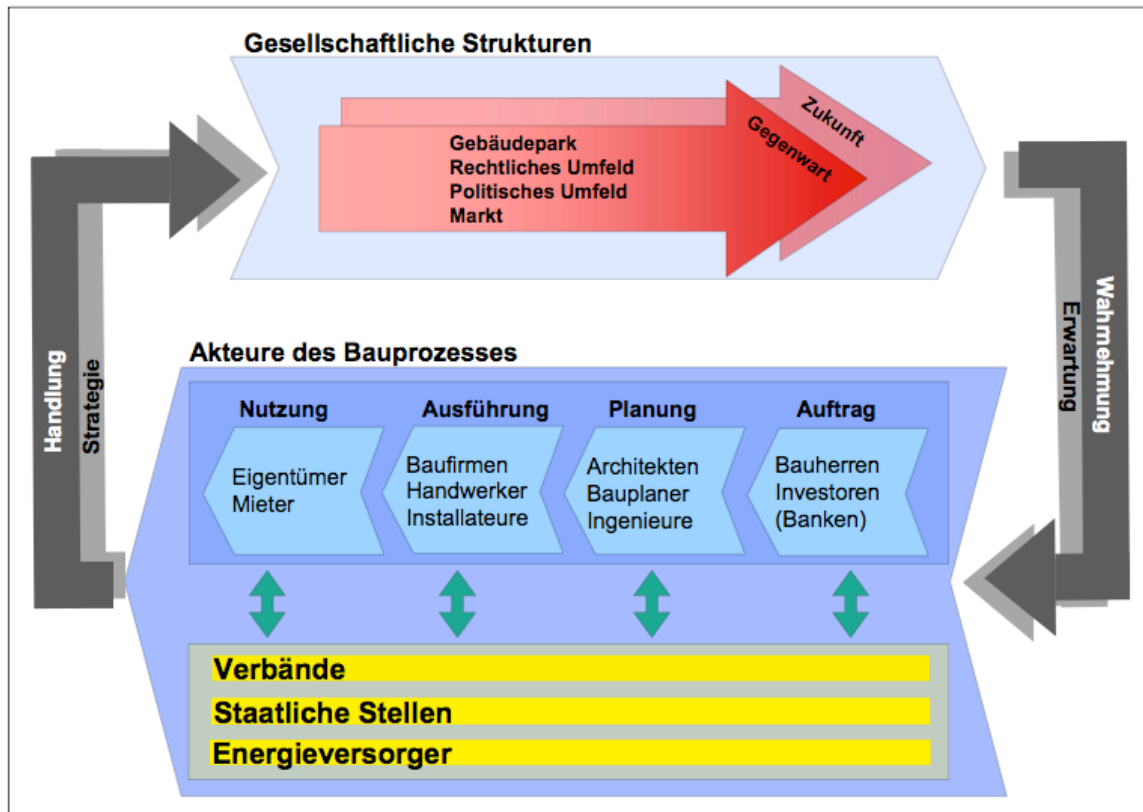 Gesellschaftliche Strukturen
Zukunft
Gegenwart
Gebäudepark
Rechtliches Umfeld
Politisches Umfeld
Markt
Handlung
Strategie
Erwartung
Wahrnehmung
Akteure des Bauprozesses
Nutzung
Ausführung
Planung
Auftrag
Eigentümer
Mieter
Baufirmen
Handwerker
Installateure
Architekten
Bauplaner
Ingenieure
Bauherren
Investoren
(Banken)
Verbände
Staatliche Stellen
Energieversorger